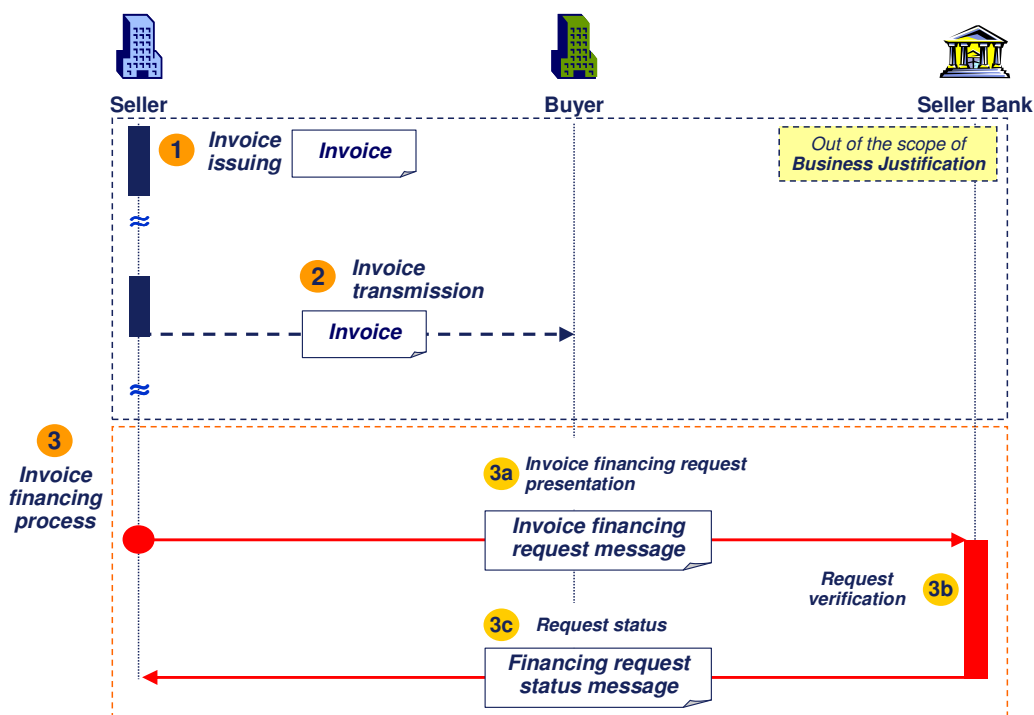 Seller
Buyer
Seller Bank
1
Invoice
issuing
Invoice
Out of the scope of
Business Justification
≈
2
Invoice
transmission
Invoice
≈
3
Invoice
financing
process
3a
Invoice financing request
presentation
Invoice financing
request message
Request
verification
3b
3c
Request status
Financing request
status message